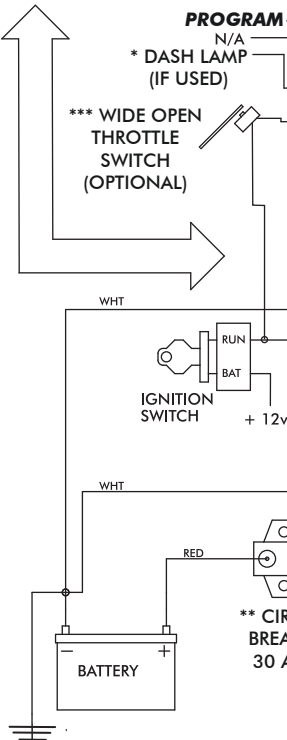 PROGRAM
N/A
* DASH LAMP
(IF USED)
*** WIDE OPEN
THROTTLE
SWITCH
(OPTIONAL)
WHT
RUN
BAT
IGNITION
SWITCH
+ 12v
WHT
RED
** CIR
BREA
30 A
BATTERY
− +